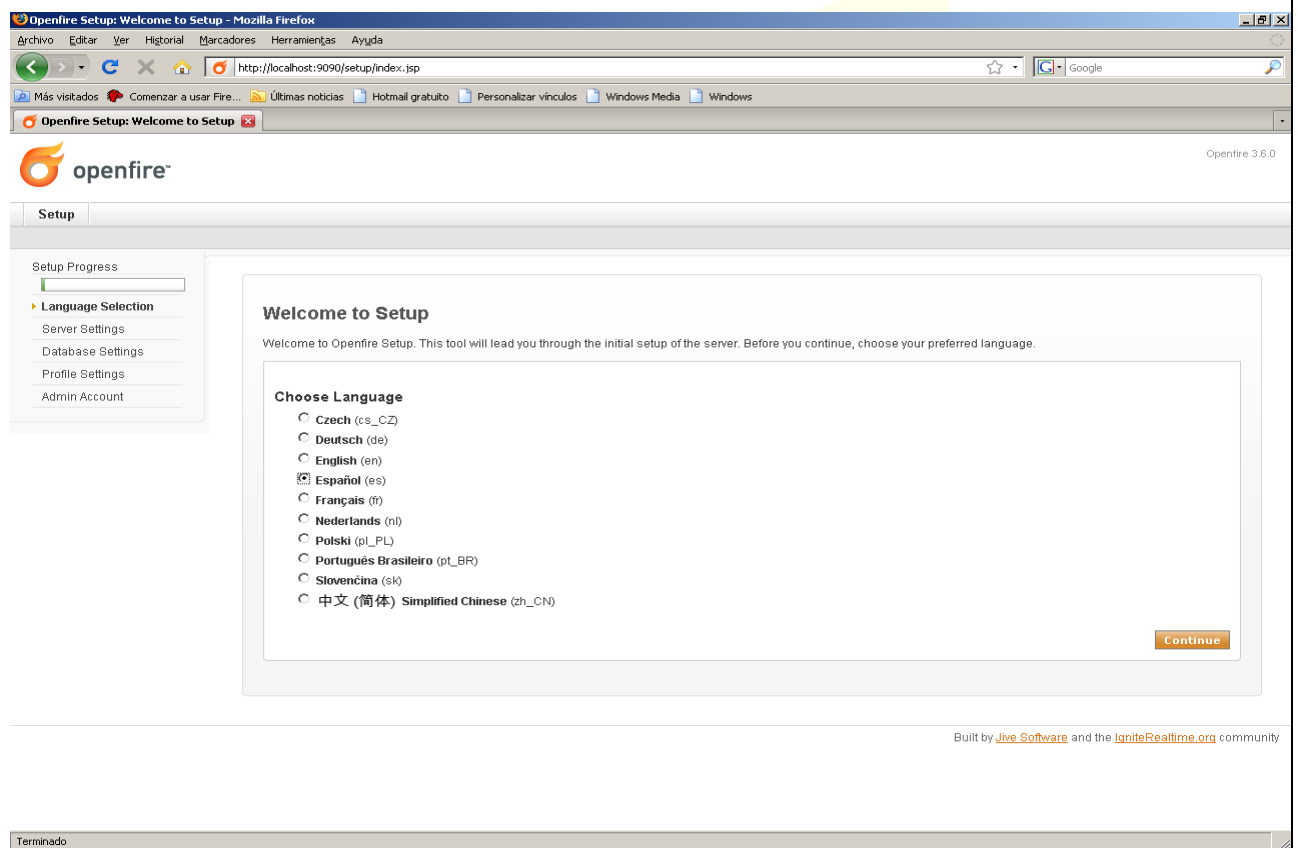 Openfire Setup: Welcome to Setup - Mozilla Firefox
Archivo Editar Ver Historial Marcadores Herramientas Ayuda
http://localhost:9090/setup/index.jsp
G Google
Más visitados Comenzar a usar Fire... Últimas noticias Hotmail gratuito Personalizar vínculos Windows Media Windows
Openfire Setup: Welcome to Setup
openfire™
Openfire 3.6.0
Setup
Setup Progress
Language Selection
Server Settings
Database Settings
Profile Settings
Admin Account
Welcome to Setup
Welcome to Openfire Setup. This tool will lead you through the initial setup of the server. Before you continue, choose your preferred language.
Choose Language
Czech (cs_CZ)
Deutsch (de)
English (en)
Español (es)
Français (fr)
Nederlands (nl)
Polski (pl_PL)
Português Brasileiro (pt_BR)
Slovenčina (sk)
中文 (简体) Simplified Chinese (zh_CN)
Continue
Built by Jive Software and the IgniteRealtime.org community
Terminado